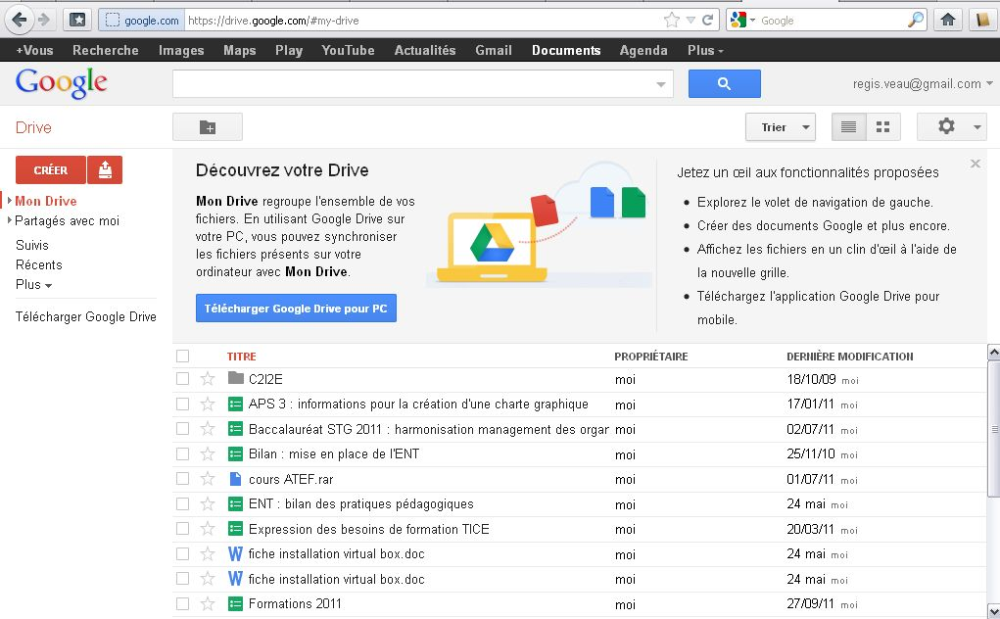 google.com https://drive.google.com/#my-drive Google
+Vous Recherche Images Maps Play YouTube Actualités Gmail Documents Agenda Plus
Google regis.veau@gmail.com
Drive Trier
CRÉER
Mon Drive
Partagés avec moi
Suivis
Récents
Plus
Télécharger Google Drive
Découvrez votre Drive
Mon Drive regroupe l'ensemble de vos
fichiers. En utilisant Google Drive sur
votre PC, vous pouvez synchroniser
les fichiers présents sur votre
ordinateur avec Mon Drive.
Télécharger Google Drive pour PC
Jetez un œil aux fonctionnalités proposées
Explorez le volet de navigation de gauche.
Créer des documents Google et plus encore.
Affichez les fichiers en un clin d'œil à l'aide de
la nouvelle grille.
Téléchargez l'application Google Drive pour
mobile.
TITRE PROPRIÉTAIRE DERNIÈRE MODIFICATION
C2I2E moi 18/10/09 moi
APS 3 : informations pour la création d'une charte graphique moi 17/01/11 moi
Baccalauréat STG 2011 : harmonisation management des organ moi 02/07/11 moi
Bilan : mise en place de l'ENT moi 25/11/10 moi
cours ATEF.rar moi 01/07/11 moi
ENT : bilan des pratiques pédagogiques moi 24 mai moi
Expression des besoins de formation TICE moi 20/03/11 moi
W fiche installation virtual box.doc moi 24 mai moi
W fiche installation virtual box.doc moi 24 mai moi
Formations 2011 moi 27/09/11 moi